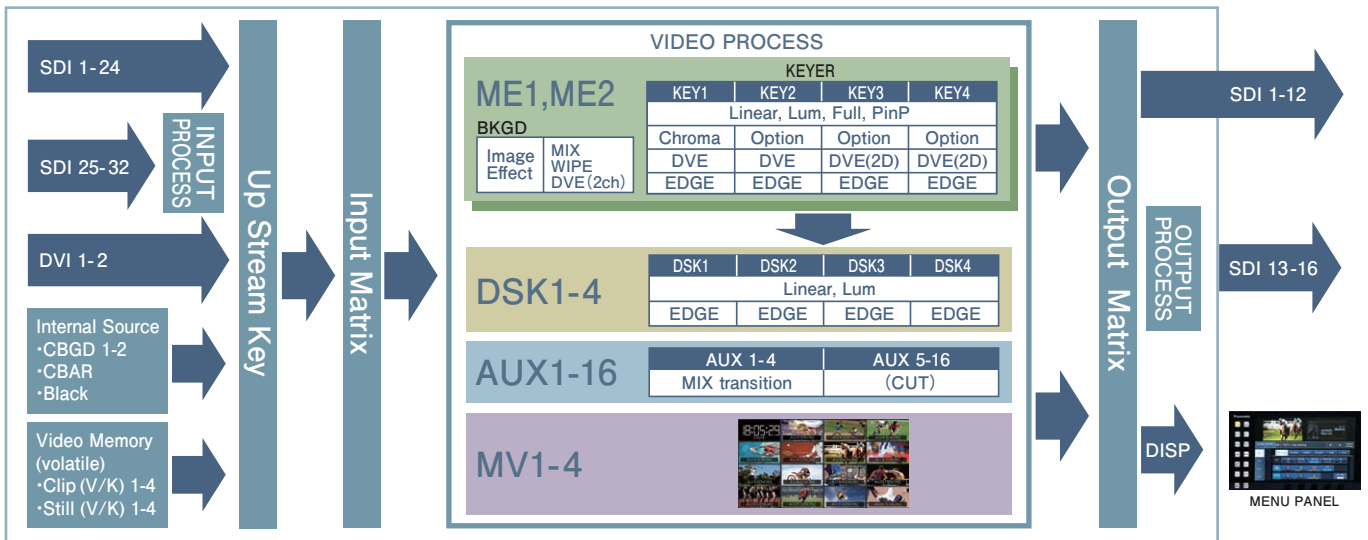 SDI 1-24
SDI 25-32
INPUT
PROCESS
DVI 1-2
Internal Source
・CBGD 1-2
・CBAR
・Black
Video Memory
(volatile)
・Clip (V/K) 1-4
・Still (V/K) 1-4
Up Stream Key
Input Matrix
VIDEO PROCESS
ME1,ME2
BKGD
Image
Effect
MIX
WIPE
DVE(2ch)
KEYER
KEY1 KEY2 KEY3 KEY4
Linear, Lum, Full, PinP
Chroma Option Option Option
DVE DVE DVE(2D) DVE(2D)
EDGE EDGE EDGE EDGE
DSK1-4
DSK1 DSK2 DSK3 DSK4
Linear, Lum
EDGE EDGE EDGE EDGE
AUX1-16
AUX 1-4 AUX 5-16
MIX transition (CUT)
MV1-4
18:05:29
Output Matrix
OUTPUT
PROCESS
SDI 1-12
SDI 13-16
DISP
MENU PANEL